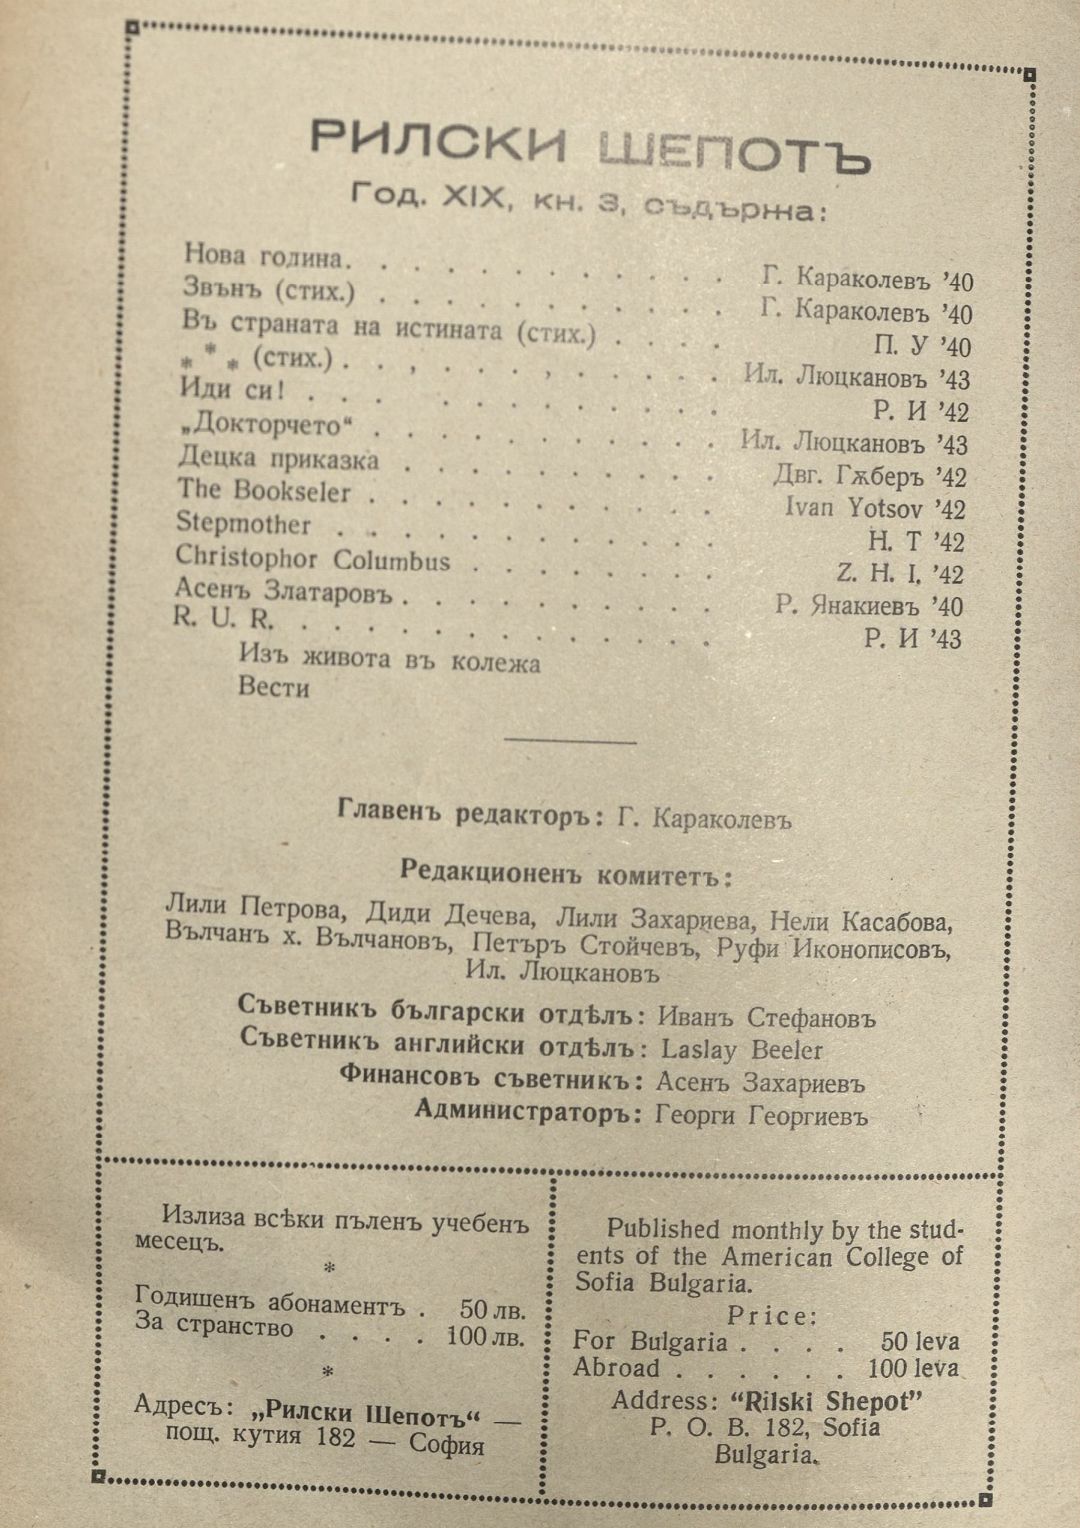 РИЛСКИ ШЕПОТЪ
Год. XIX, кн. 3, съдържа:
Нова година. . . . . . . . . . . . Г. Караколевъ ’40
Звънъ (стих.) . . . . . . . . . . . Г. Караколевъ ’40
Въ страната на истината (стих.) . . . . П. У ’40
* * * (стих.) . . , . . . , . . . . . Ил. Люцкановъ ’43
Иди си! . . . . . . . . . . . Р. И ’42
„Докторчето“ . . . . . . . . . . . Ил. Люцкановъ ’43
Децка приказка . . . . . . . . . . Двг. Гѫберъ ’42
The Bookseler . . . . . . . . . . . Ivan Yotsov ’42
Stepmother . . . . . . . . . . . . Н. Т ’42
Christophor Columbus . . . . . . . . Z. H. I. ’42
Асенъ Златаровъ . . . . . . . . . . Р. Янакиевъ ’40
R. U. R. . . . . . . . . . . . . . Р. И ’43
Изъ живота въ колежа
Вести
Главенъ редакторъ: Г. Караколевъ
Редакционенъ комитетъ:
Лили Петрова, Диди Дечева, Лили Захариева, Нели Касабова,
Вълчанъ х. Вълчановъ, Петъръ Стойчевъ, Руфи Иконописовъ,
Ил. Люцкановъ
Съветникъ български отдѣлъ: Иванъ Стефановъ
Съветникъ английски отдѣлъ: Laslay Beeler
Финансовъ съветникъ: Асенъ Захариевъ
Администраторъ: Георги Георгиевъ
Излиза всѣки пъленъ учебенъ
месецъ.
*
Годишенъ абонаментъ . 50 лв.
За странство . . . . 100 лв.
*
Адресъ: „Рилски Шепотъ“ —
пощ. кутия 182 — София
Published monthly by the stud-
ents of the American College of
Sofia Bulgaria.
Price:
For Bulgaria . . . . 50 leva
Abroad . . . . . . 100 leva
Address: “Rilski Shepot”
P. O. B. 182, Sofia
Bulgaria.